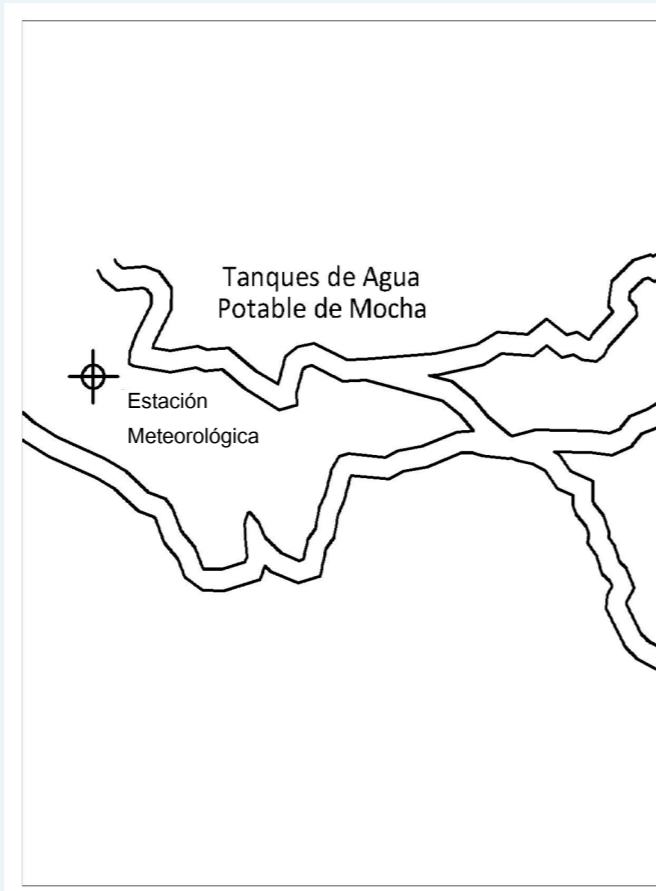 Tanques de Agua
Potable de Mocha
Estación
Meteorológica